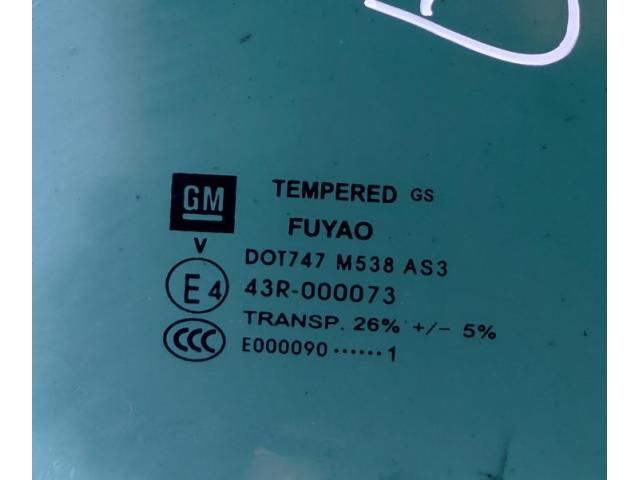 GM TEMPERED GS
FUYAO
V
DOT747 M538 AS3
E4 43R-000073
TRANSP. 26% +/- 5%
CCC E000090 ······1